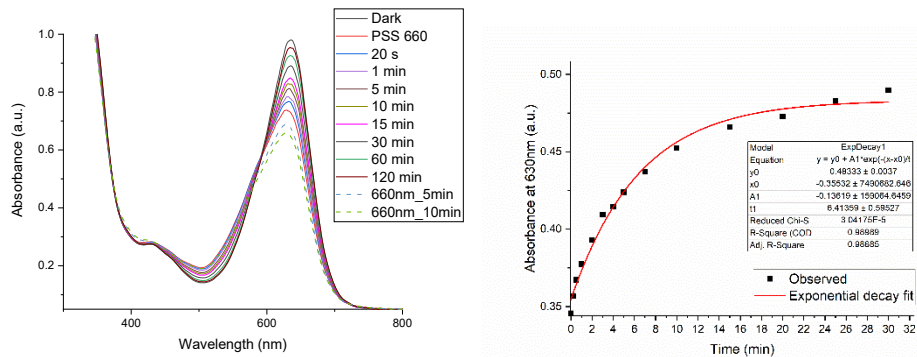 Dark
PSS 660
20 s
1 min
5 min
10 min
15 min
30 min
60 min
120 min
660nm_5min
660nm_10min
1.0
0.8
0.6
0.4
0.2
400
600
800
Absorbance (a.u.)
Wavelength (nm)
0.50
0.45
0.40
0.35
0
2
4
6
8
10
12
14
16
18
20
22
24
26
28
30
32
Absorbance at 630nm (a.u.)
Time (min)
Model ExpDecay1
Equation y = y0 + A1*exp(-(x-x0)/t
y0 0.48333 ± 0.0037
x0 -0.35532 ± 7490682.646
A1 -0.13619 ± 159064.6459
t1 6.41359 ± 0.59527
Reduced Chi-S 3.04175E-5
R-Square (COD 0.98989
Adj. R-Square 0.98685
Observed
Exponential decay fit